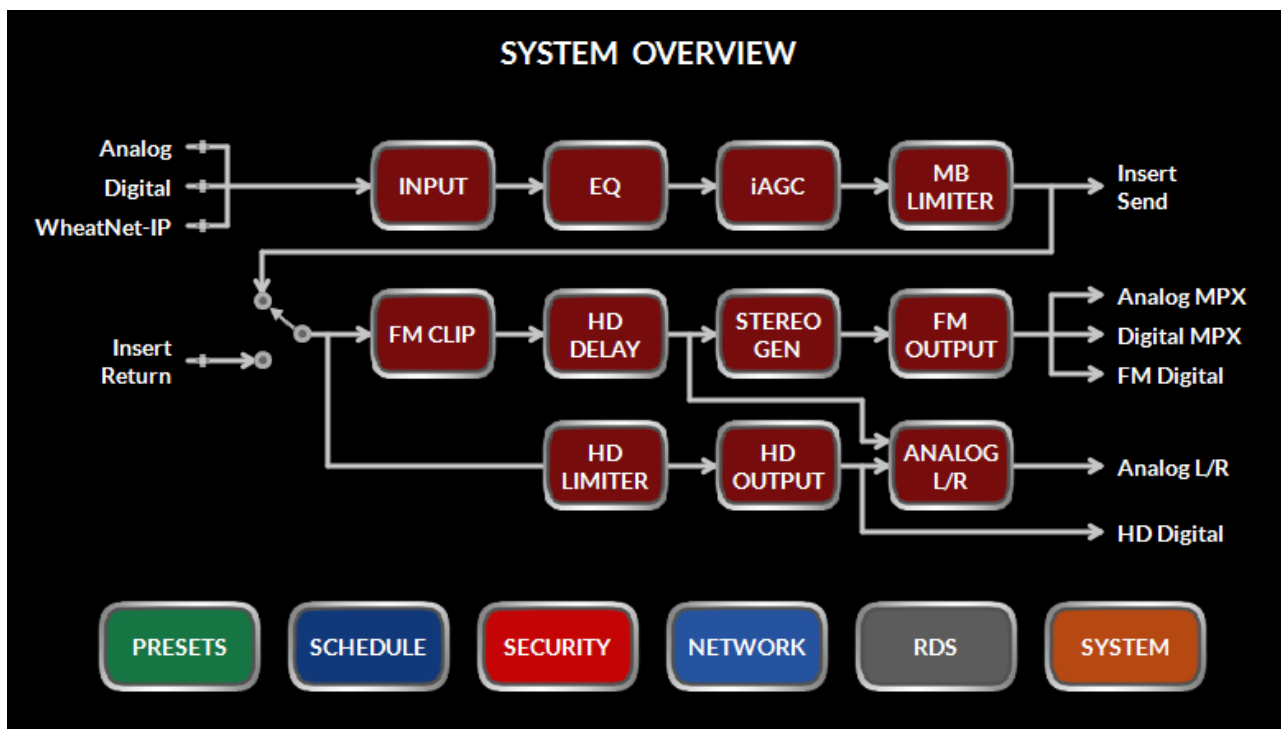 SYSTEM OVERVIEW
Analog
Digital
WheatNet-IP
INPUT
EQ
iAGC
MB
LIMITER
Insert
Send
Insert
Return
FM CLIP
HD
DELAY
STEREO
GEN
FM
OUTPUT
Analog MPX
Digital MPX
FM Digital
HD
LIMITER
HD
OUTPUT
ANALOG
L/R
Analog L/R
HD Digital
PRESETS
SCHEDULE
SECURITY
NETWORK
RDS
SYSTEM